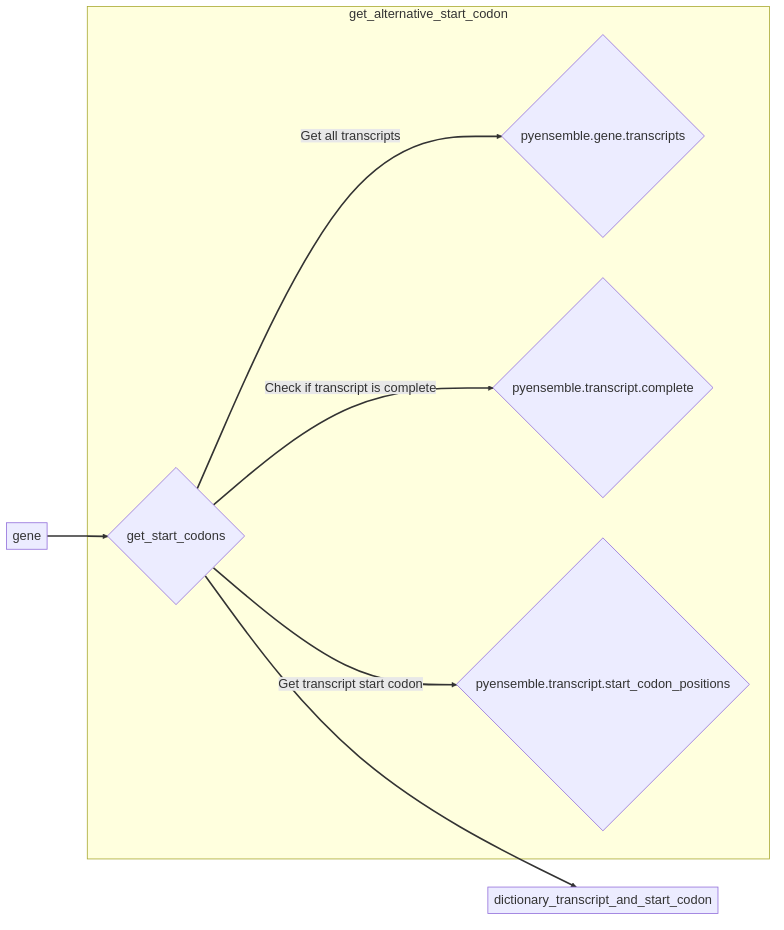 get_alternative_start_codon
Get all transcripts
pyensemble.gene.transcripts
Check if transcript is complete
pyensemble.transcript.complete
gene
get_start_codons
Get transcript start codon
pyensemble.transcript.start_codon_positions
dictionary_transcript_and_start_codon